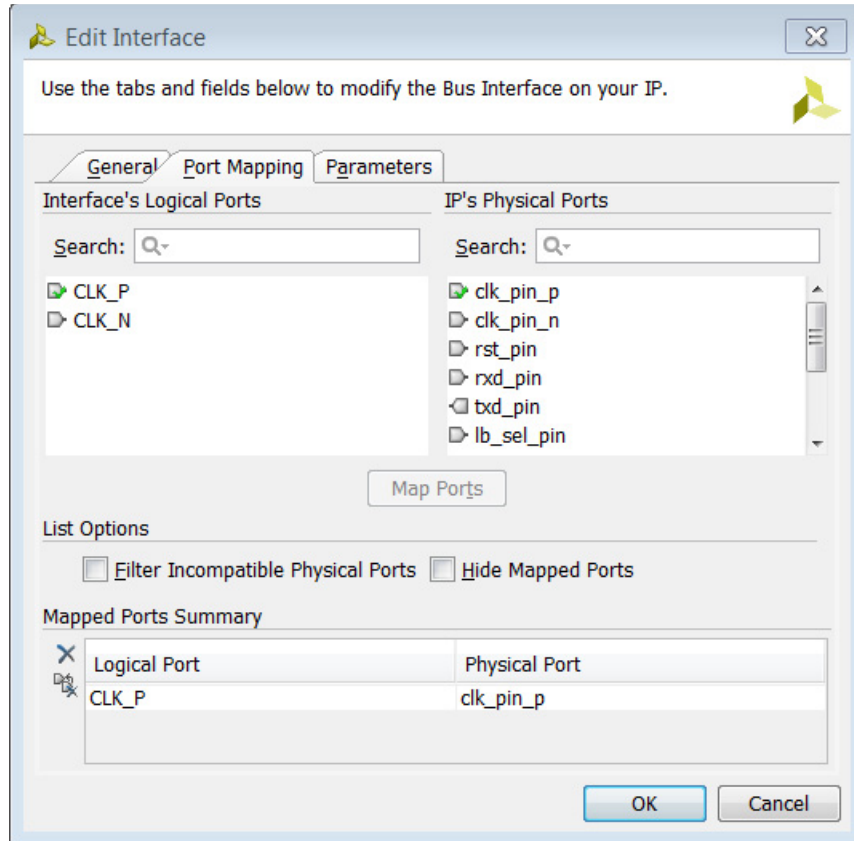 Edit Interface
Use the tabs and fields below to modify the Bus Interface on your IP.
General Port Mapping Parameters
Interface's Logical Ports IP's Physical Ports
Search: Search:
CLK_P clk_pin_p
CLK_N clk_pin_n
rst_pin
rxd_pin
txd_pin
lb_sel_pin
Map Ports
List Options
Filter Incompatible Physical Ports Hide Mapped Ports
Mapped Ports Summary
Logical Port Physical Port
CLK_P clk_pin_p
OK Cancel